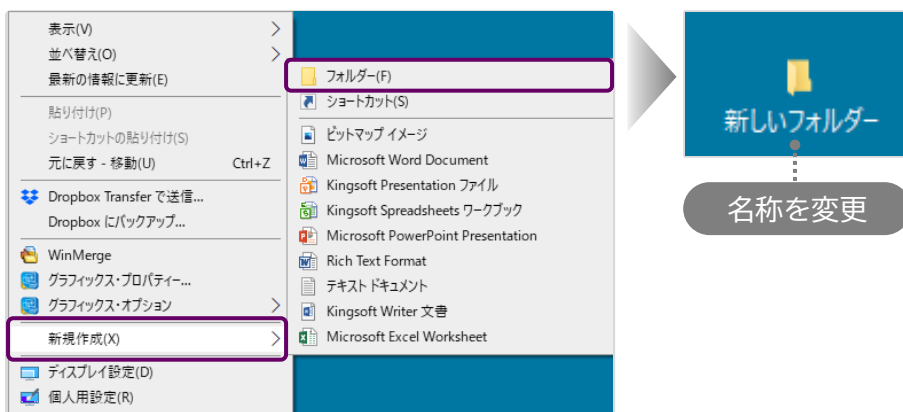 表示(V)
並べ替え(O)
最新の情報に更新(E)
貼り付け(P)
ショートカットの貼り付け(S)
元に戻す - 移動(U) Ctrl+Z
Dropbox Transfer で送信...
Dropbox にバックアップ...
WinMerge
グラフィックス・プロパティー...
グラフィックス・オプション
新規作成(X)
ディスプレイ設定(D)
個人用設定(R)
フォルダー(F)
ショートカット(S)
ビットマップ イメージ
Microsoft Word Document
Kingsoft Presentation ファイル
Kingsoft Spreadsheets ワークブック
Microsoft PowerPoint Presentation
Rich Text Format
テキスト ドキュメント
Kingsoft Writer 文書
Microsoft Excel Worksheet
新しいフォルダー
名称を変更